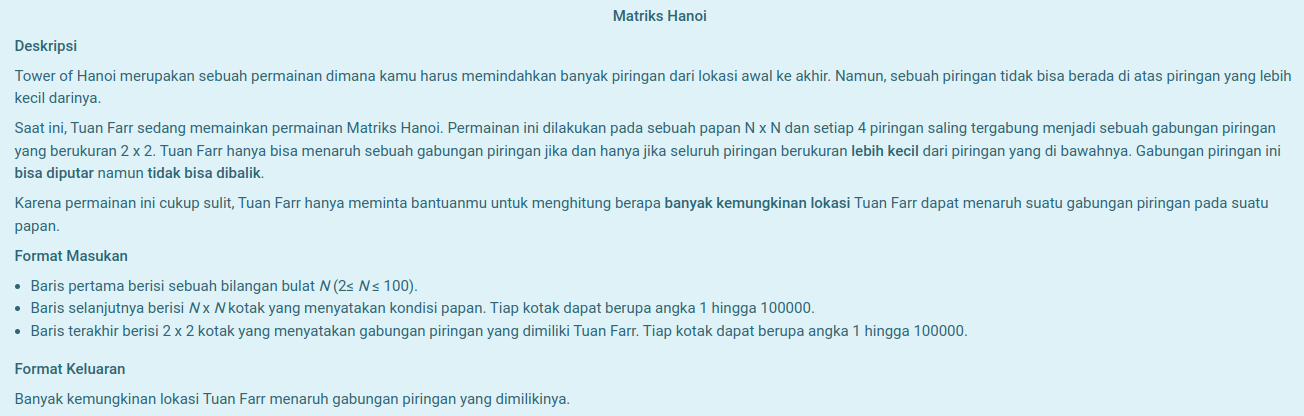 Matriks Hanoi
Deskripsi
Tower of Hanoi merupakan sebuah permainan dimana kamu harus memindahkan banyak piringan dari lokasi awal ke akhir. Namun, sebuah piringan tidak bisa berada di atas piringan yang lebih
kecil darinya.
Saat ini, Tuan Farr sedang memainkan permainan Matriks Hanoi. Permainan ini dilakukan pada sebuah papan N x N dan setiap 4 piringan saling tergabung menjadi sebuah gabungan piringan
yang berukuran 2 x 2. Tuan Farr hanya bisa menaruh sebuah gabungan piringan jika dan hanya jika seluruh piringan berukuran lebih kecil dari piringan yang di bawahnya. Gabungan piringan ini
bisa diputar namun tidak bisa dibalik.
Karena permainan ini cukup sulit, Tuan Farr hanya meminta bantuanmu untuk menghitung berapa banyak kemungkinan lokasi Tuan Farr dapat menaruh suatu gabungan piringan pada suatu
papan.
Format Masukan
• Baris pertama berisi sebuah bilangan bulat N (2≤ N ≤ 100).
• Baris selanjutnya berisi N x N kotak yang menyatakan kondisi papan. Tiap kotak dapat berupa angka 1 hingga 100000.
• Baris terakhir berisi 2 x 2 kotak yang menyatakan gabungan piringan yang dimiliki Tuan Farr. Tiap kotak dapat berupa angka 1 hingga 100000.
Format Keluaran
Banyak kemungkinan lokasi Tuan Farr menaruh gabungan piringan yang dimilikinya.